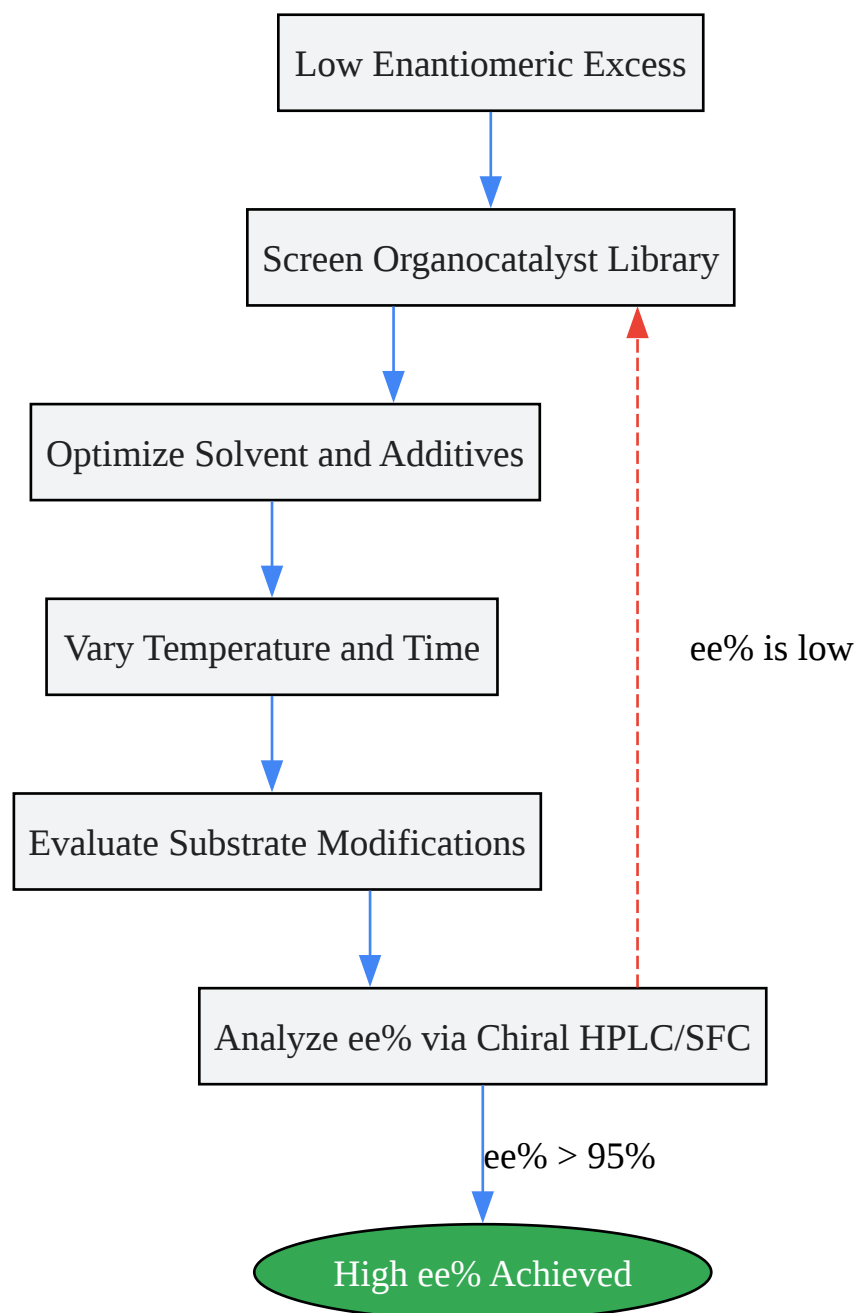 Low Enantiomeric Excess
Screen Organocatalyst Library
Optimize Solvent and Additives
Vary Temperature and Time
ee% is low
Evaluate Substrate Modifications
Analyze ee% via Chiral HPLC/SFC
ee% > 95%
High ee% Achieved